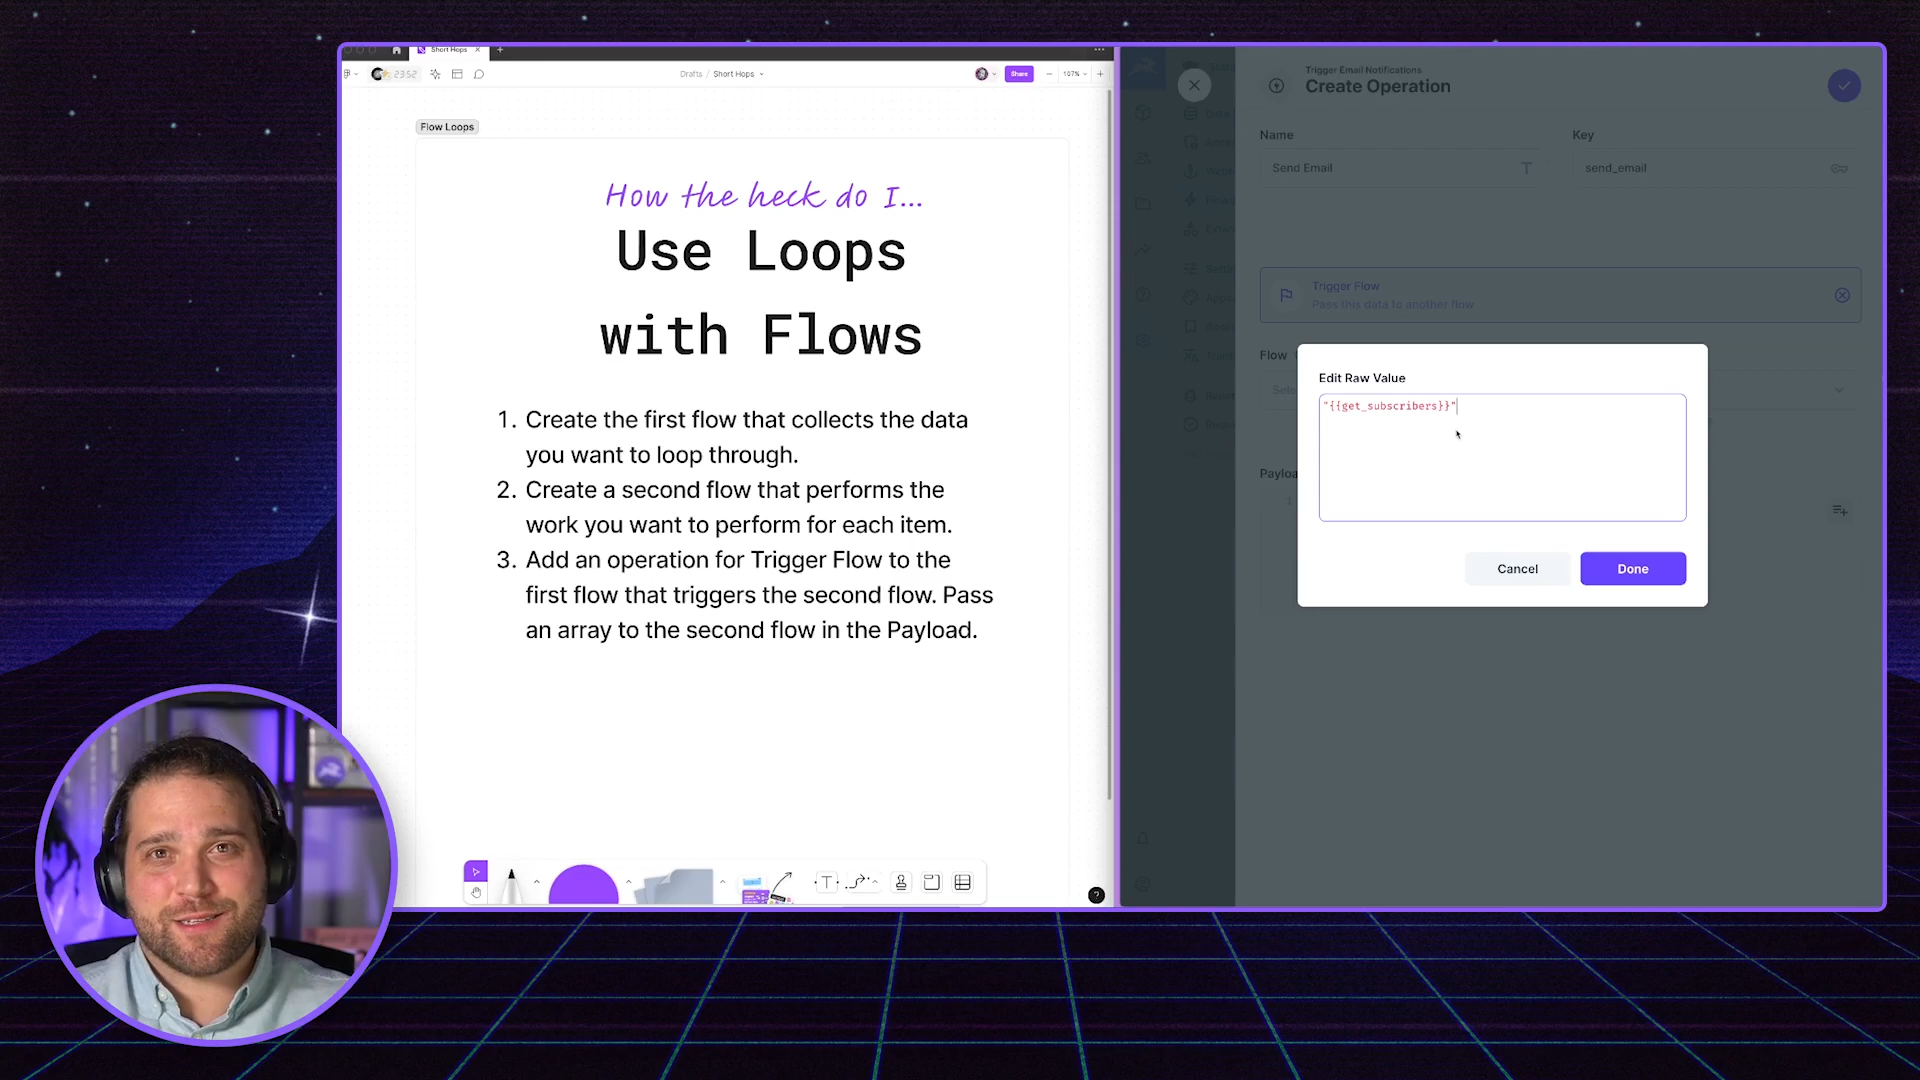 Short Hops
23:52
Drafts / Short Hops
Share
107%
Flow Loops
How the heck do I...
Use Loops
with Flows
1. Create the first flow that collects the data
you want to loop through.
2. Create a second flow that performs the
work you want to perform for each item.
3. Add an operation for Trigger Flow to the
first flow that triggers the second flow. Pass
an array to the second flow in the Payload.
Trigger Email Notifications
Create Operation
Name
Key
Send Email
send_email
Trigger Flow
Pass this data to another flow
Flow
Edit Raw Value
"{{get_subscribers}}"
Cancel
Done